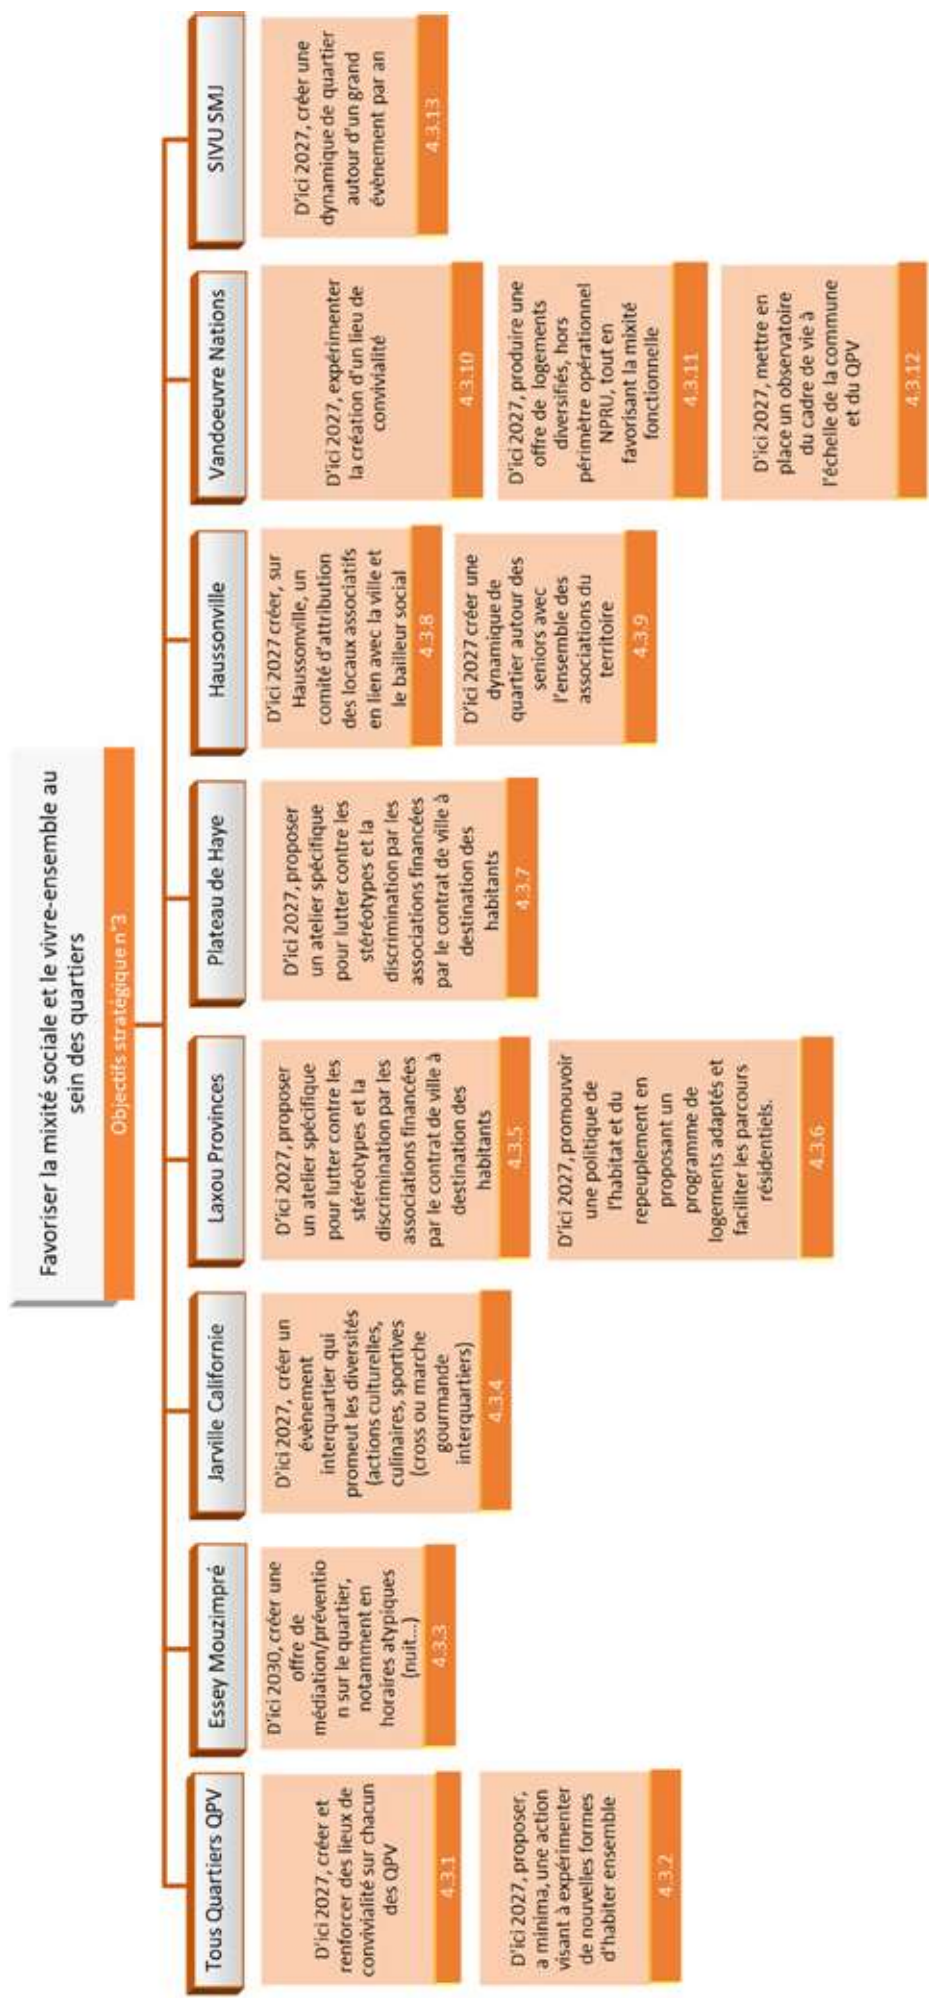 Favoriser la mixité sociale et le vivre-ensemble au
sein des quartiers
Objectifs stratégique n°3
Tous Quartiers QPV
D'ici 2027, créer et
renforcer des lieux de
convivialité sur chacun
des QPV
4.3.1
D'ici 2027, proposer,
a minima, une action
visant à expérimenter
de nouvelles formes
d'habiter ensemble
4.3.2
Essey Mouzimpré
D'ici 2030, créer une
offre de
médiation/préventio
n sur le quartier,
notamment en
horaires atypiques
(nuit...)
4.3.3
Jarville Californie
D'ici 2027, créer un
évènement
interquartier qui
promeut les diversités
(actions culturelles,
culinaires, sportives
(cross ou marche
gourmande
interquartiers)
4.3.4
Laxou Provinces
D'ici 2027, proposer
un atelier spécifique
pour lutter contre les
stéréotypes et la
discrimination par les
associations financées
par le contrat de ville à
destination des
habitants
4.3.5
D'ici 2027, promouvoir
une politique de
l'habitat et du
repeuplement en
proposant un
programme de
logements adaptés et
faciliter les parcours
résidentiels.
4.3.6
Plateau de Haye
D'ici 2027, proposer
un atelier spécifique
pour lutter contre les
stéréotypes et la
discrimination par les
associations financées
par le contrat de ville à
destination des
habitants
4.3.7
Haussonville
D'ici 2027 créer, sur
Haussonville, un
comité d'attribution
des locaux associatifs
en lien avec la ville et
le bailleur social
4.3.8
D'ici 2027 créer une
dynamique de
quartier autour des
seniors avec
l'ensemble des
associations du
territoire
4.3.9
Vandoeuvre Nations
D'ici 2027, expérimenter
la création d'un lieu de
convivialité
4.3.10
D'ici 2027, produire une
offre de logements
diversifiés, hors
périmètre opérationnel
NPRU, tout en
favorisant la mixité
fonctionnelle
4.3.11
D'ici 2027, mettre en
place un observatoire
du cadre de vie à
l'échelle de la commune
et du QPV
4.3.12
SIVU SMJ
D'ici 2027, créer une
dynamique de quartier
autour d'un grand
évènement par an
4.3.13